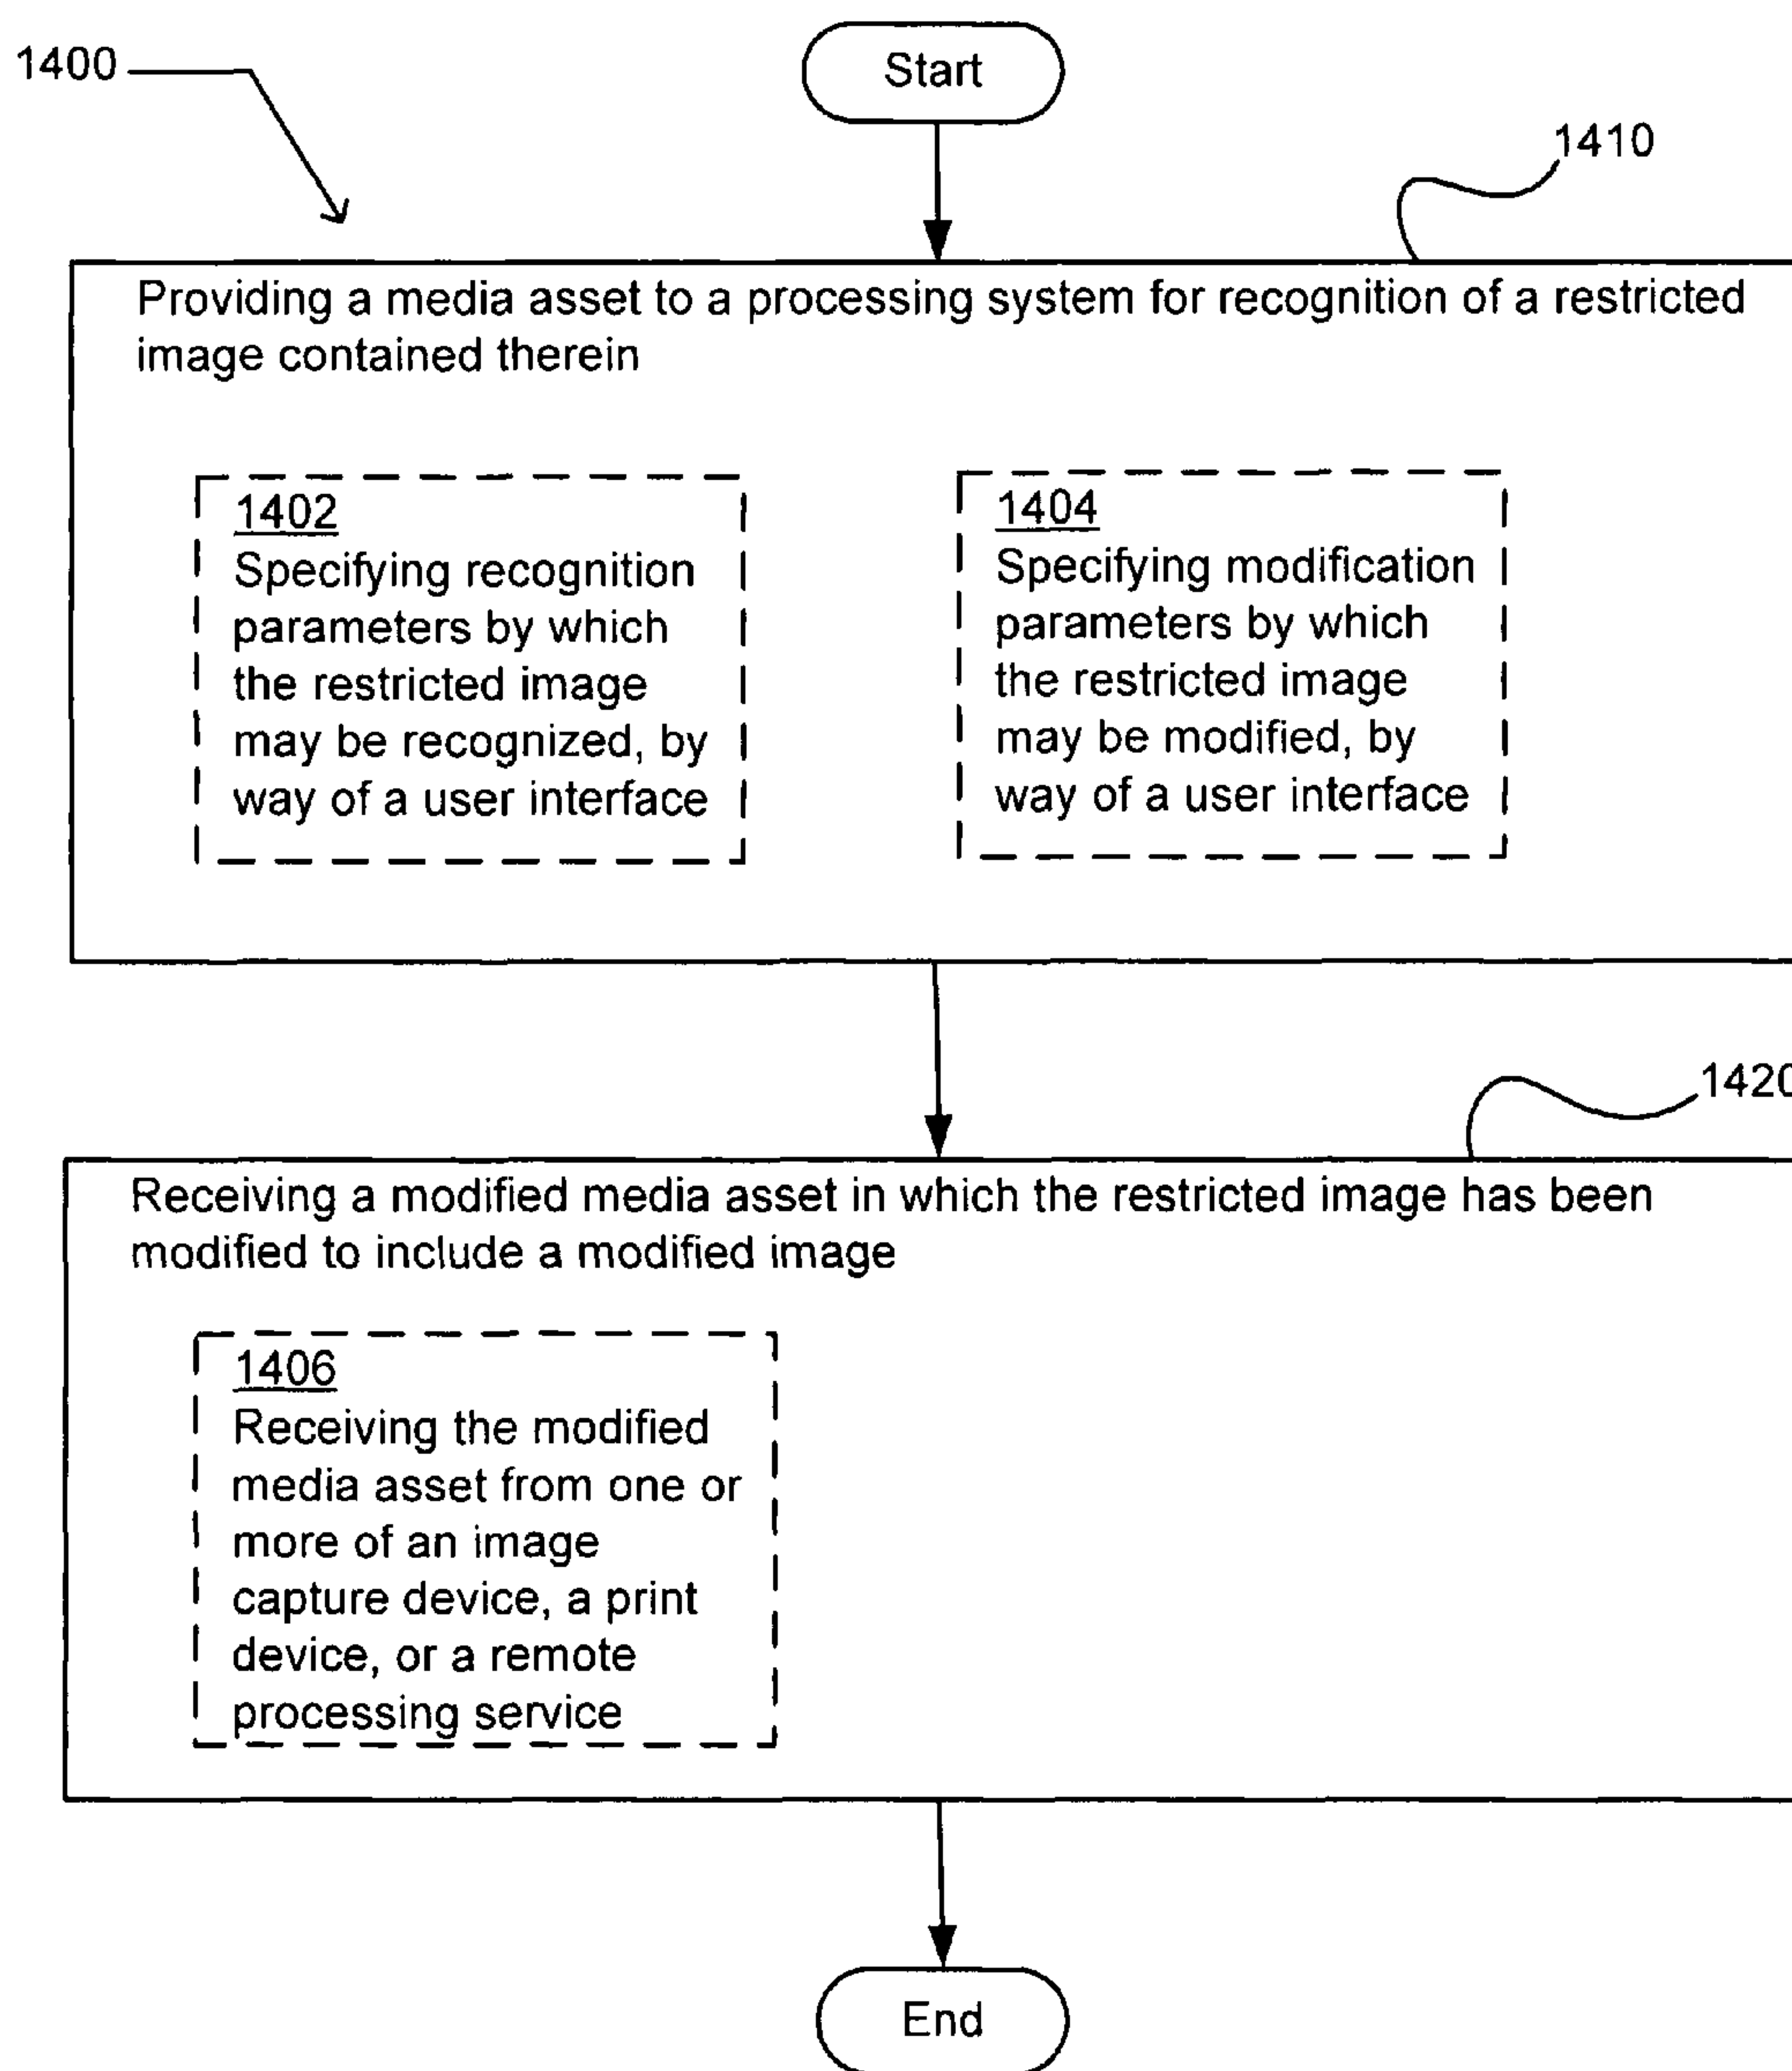 1400
Start
1410
Providing a media asset to a processing system for recognition of a restricted
image contained therein
1402
Specifying recognition
parameters by which
the restricted image
may be recognized, by
way of a user interface
1404
Specifying modification
parameters by which
the restricted image
may be modified, by
way of a user interface
1420
Receiving a modified media asset in which the restricted image has been
modified to include a modified image
1406
Receiving the modified
media asset from one or
more of an image
capture device, a print
device, or a remote
processing service
End